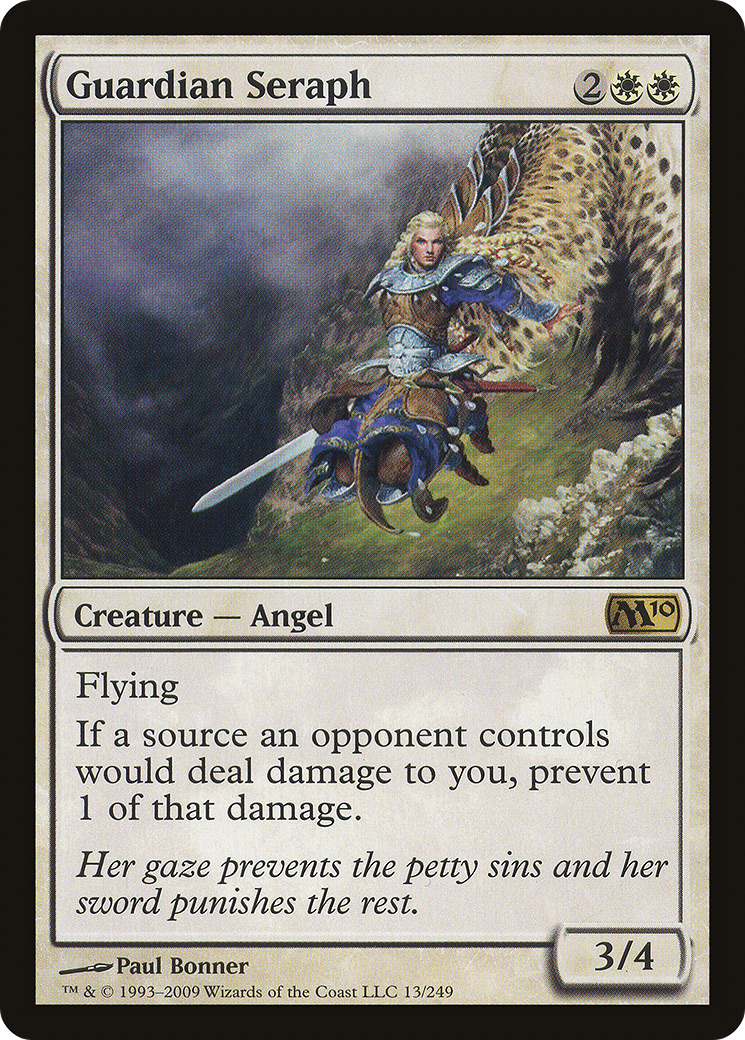 Guardian Seraph 2
Creature — Angel M10
Flying
If a source an opponent controls
would deal damage to you, prevent
1 of that damage.
Her gaze prevents the petty sins and her
sword punishes the rest.
3/4
Paul Bonner
™ & © 1993–2009 Wizards of the Coast LLC 13/249